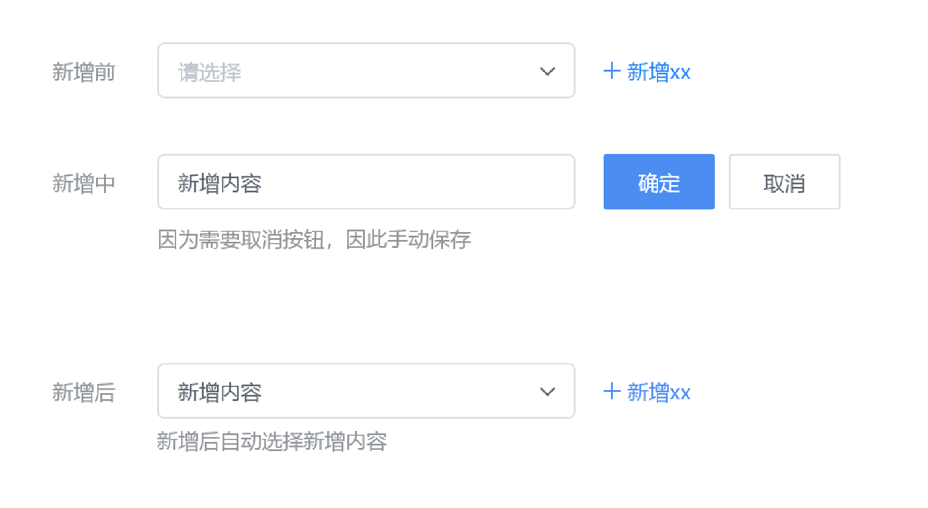 新增前 请选择 + 新增xx
新增中 新增内容 确定 取消
因为需要取消按钮，因此手动保存
新增后 新增内容 + 新增xx
新增后自动选择新增内容